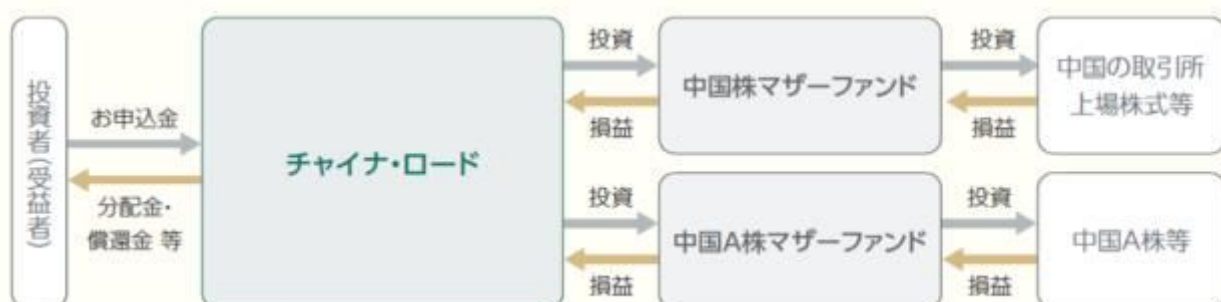 投資者(受益者)
お申込金
分配金・
償還金 等
チャイナ・ロード
投資
損益
中国株マザーファンド
投資
損益
中国の取引所
上場株式等
投資
損益
中国A株マザーファンド
投資
損益
中国A株等